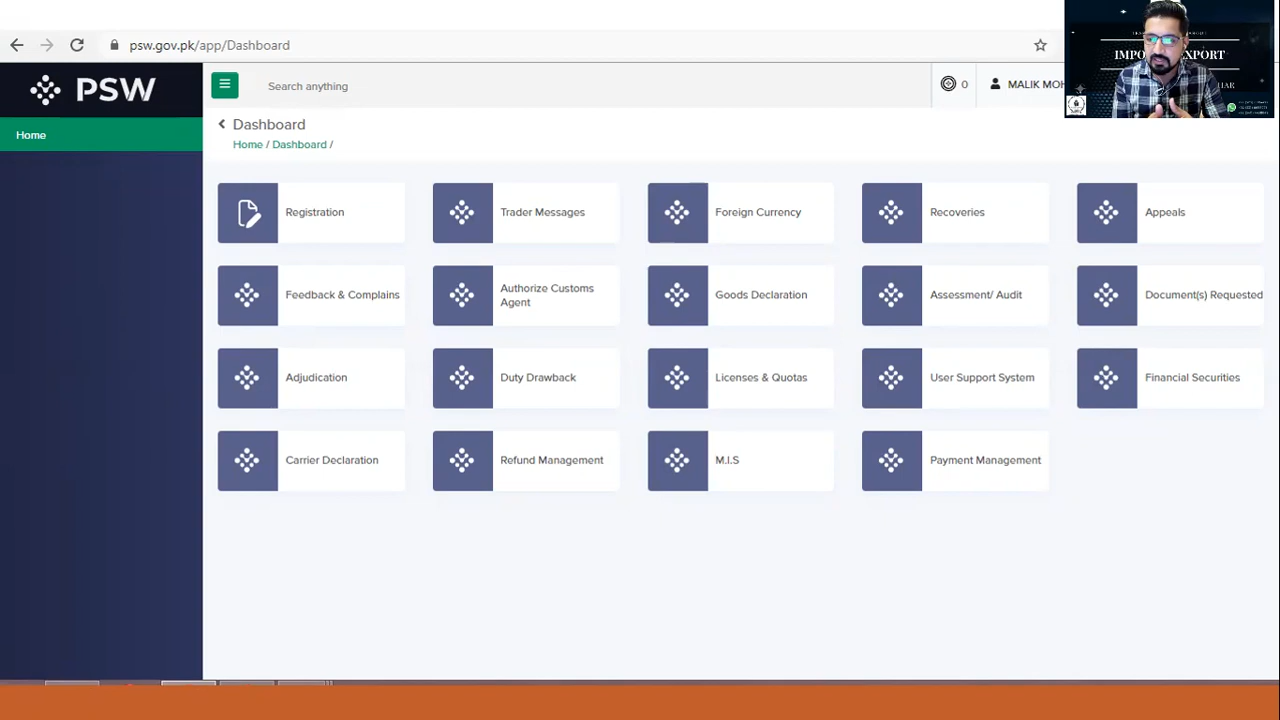 psw.gov.pk/app/Dashboard
PSW
Search anything
0
MALIK MOH
Home
Dashboard
Home / Dashboard /
Registration
Trader Messages
Foreign Currency
Recoveries
Appeals
Feedback & Complains
Authorize Customs
Agent
Goods Declaration
Assessment/ Audit
Document(s) Requested
Adjudication
Duty Drawback
Licenses & Quotas
User Support System
Financial Securities
Carrier Declaration
Refund Management
M.I.S
Payment Management